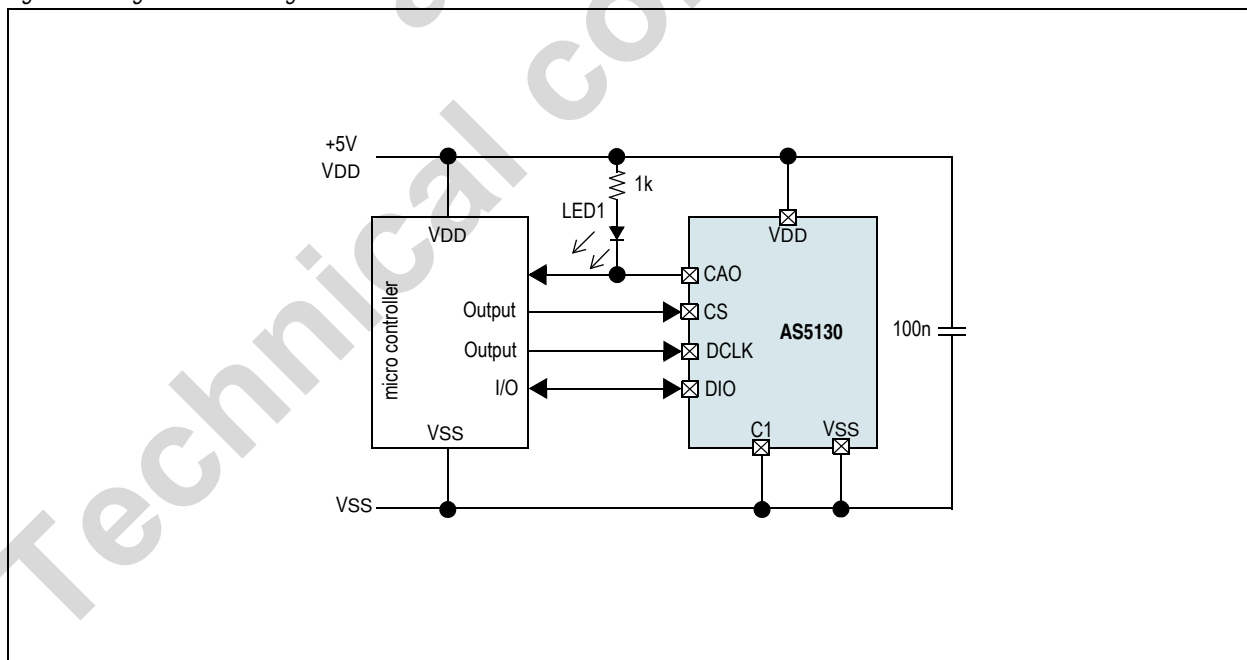 +5V
VDD
1k
LED1
VDD
VDD
CAO
micro controller
Output
CS
AS5130
100n
Output
DCLK
I/O
DIO
VSS
C1
VSS
VSS
Technical co